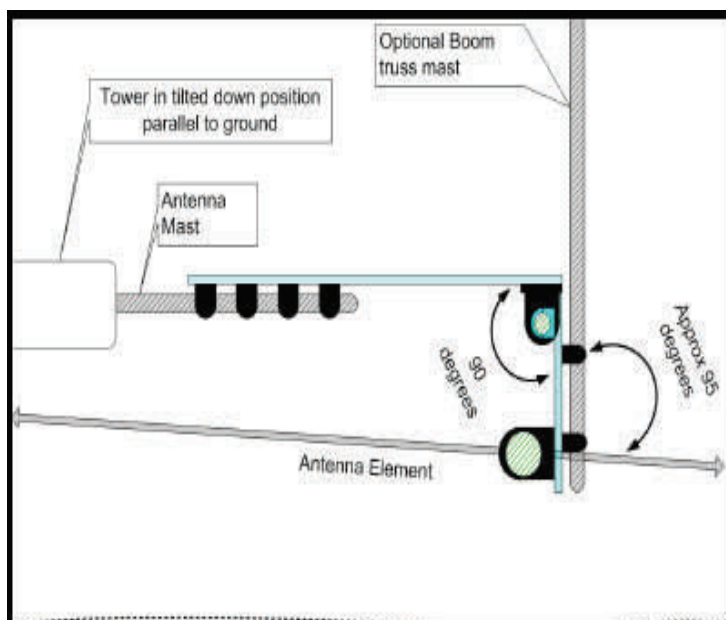 Optional Boom
truss mast
Tower in tilted down position
parallel to ground
Antenna
Mast
90
degrees
Approx 95
degrees
Antenna Element